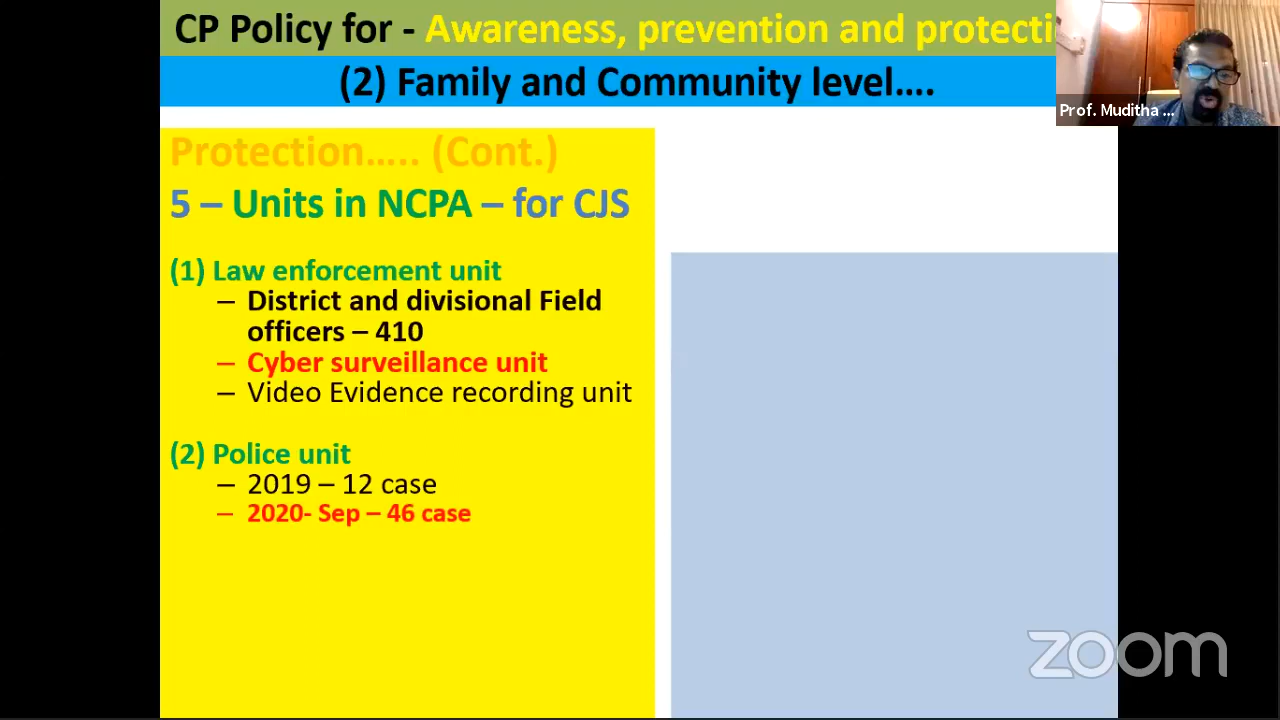 CP Policy for - Awareness, prevention and protecti
(2) Family and Community level....
Prof. Muditha ...
Protection..... (Cont.)
5 – Units in NCPA – for CJS
(1) Law enforcement unit
– District and divisional Field
officers – 410
– Cyber surveillance unit
– Video Evidence recording unit
(2) Police unit
– 2019 – 12 case
– 2020- Sep – 46 case
zoom